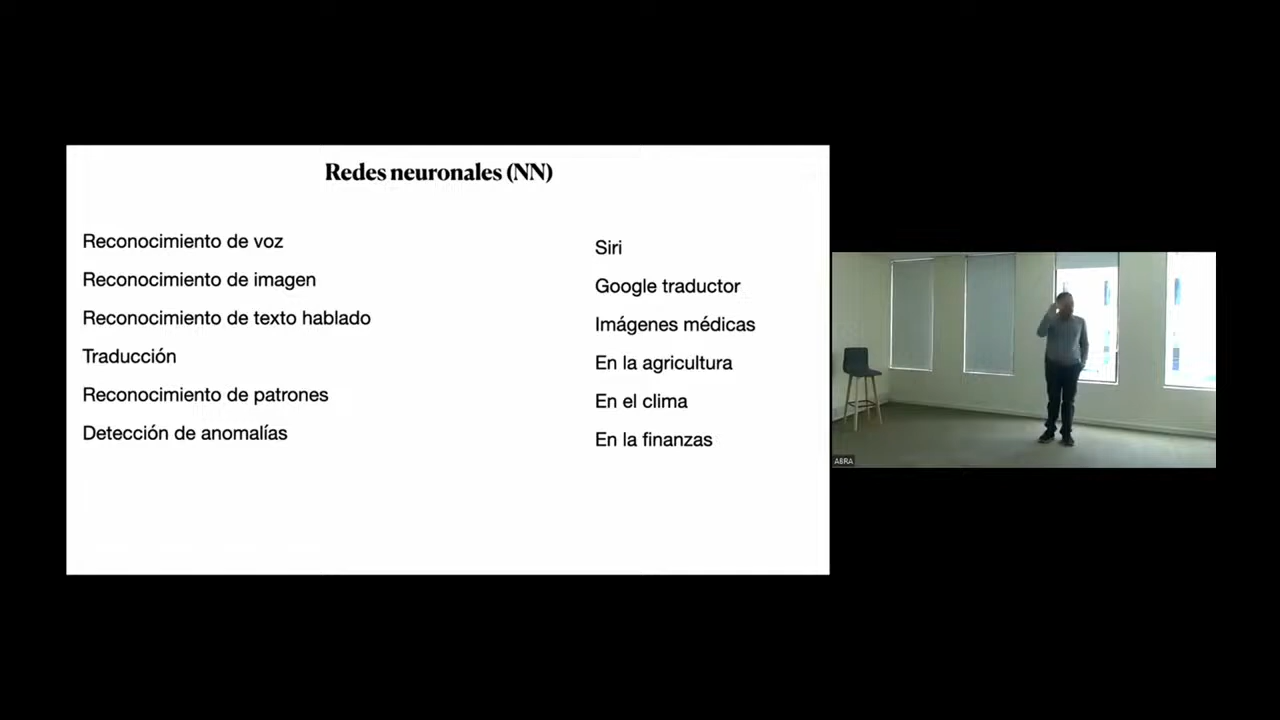 Redes neuronales (NN)
Reconocimiento de voz
Reconocimiento de imagen
Reconocimiento de texto hablado
Traducción
Reconocimiento de patrones
Detección de anomalías
Siri
Google traductor
Imágenes médicas
En la agricultura
En el clima
En la finanzas
ABRA